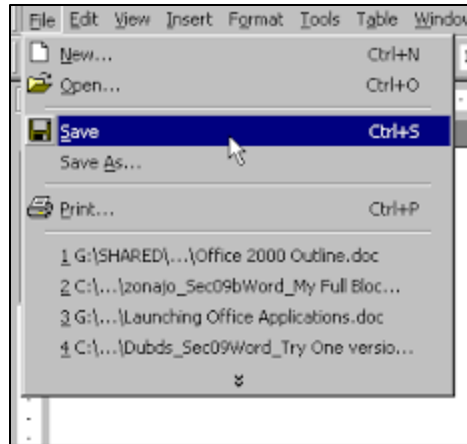 File Edit View Insert Format Tools Table Window
New... Ctrl+N
Open... Ctrl+O
Save Ctrl+S
Save As...
Print... Ctrl+P
1 G:\SHARED\...\Office 2000 Outline.doc
2 C:\...\zonajo_Sec09bWord_My Full Bloc...
3 G:\...\Launching Office Applications.doc
4 C:\...\Dubds_Sec09Word_Try One versio...